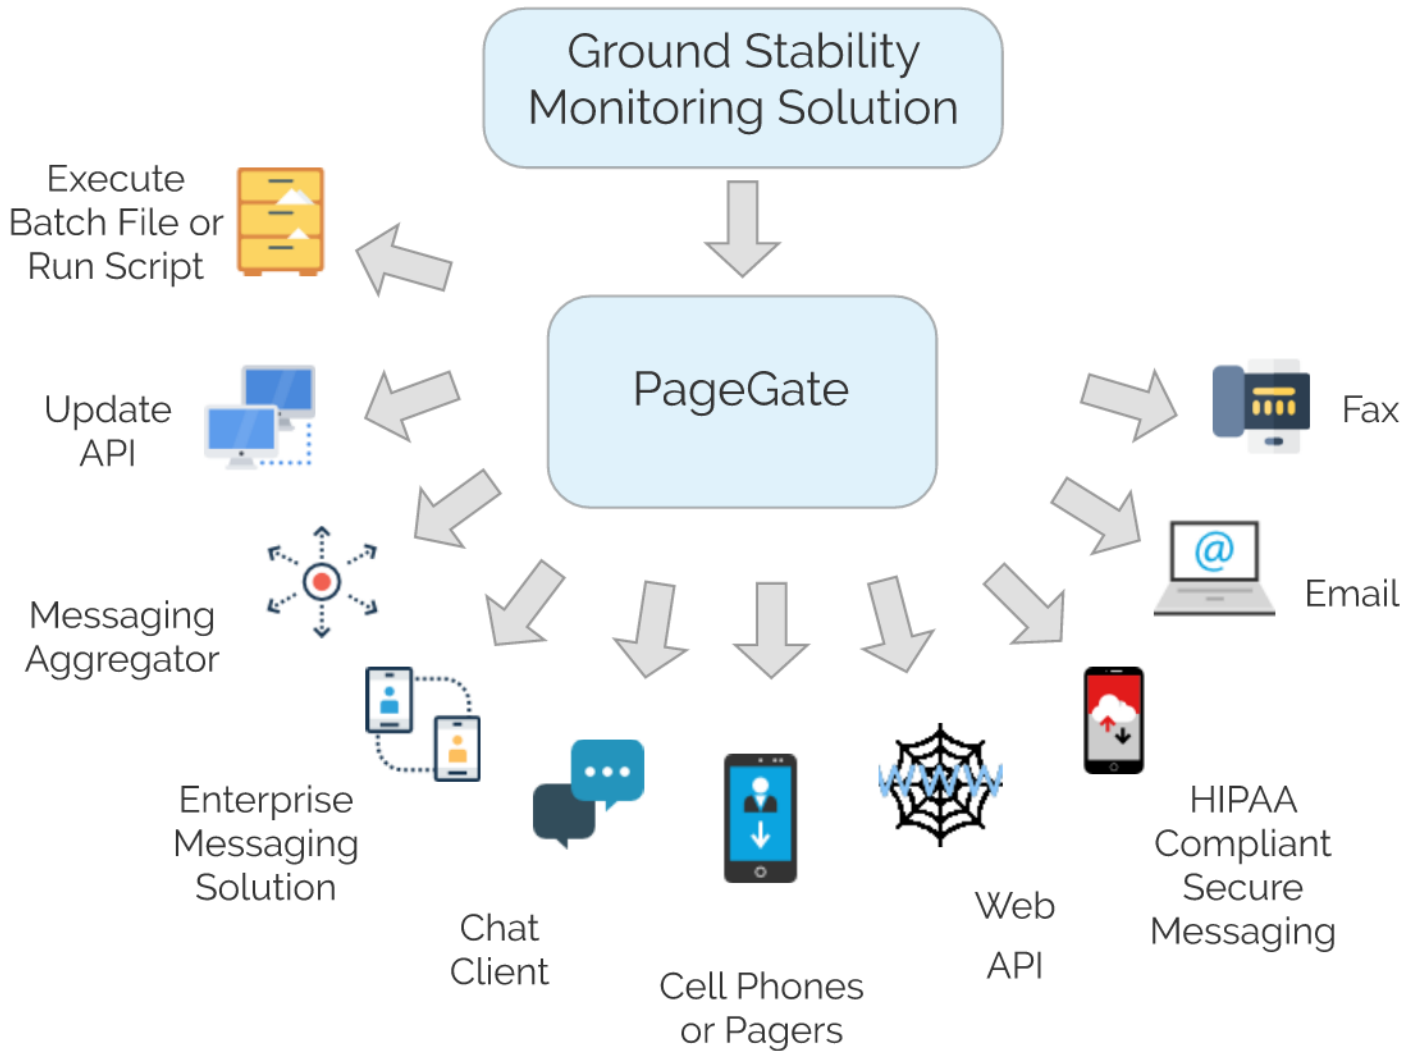 Ground Stability
Monitoring Solution
Execute
Batch File or
Run Script
PageGate
Update
API
Fax
Messaging
Aggregator
@
Email
Enterprise
Messaging
Solution
Chat
Client
Cell Phones
or Pagers
WWW
Web
API
HIPAA
Compliant
Secure
Messaging